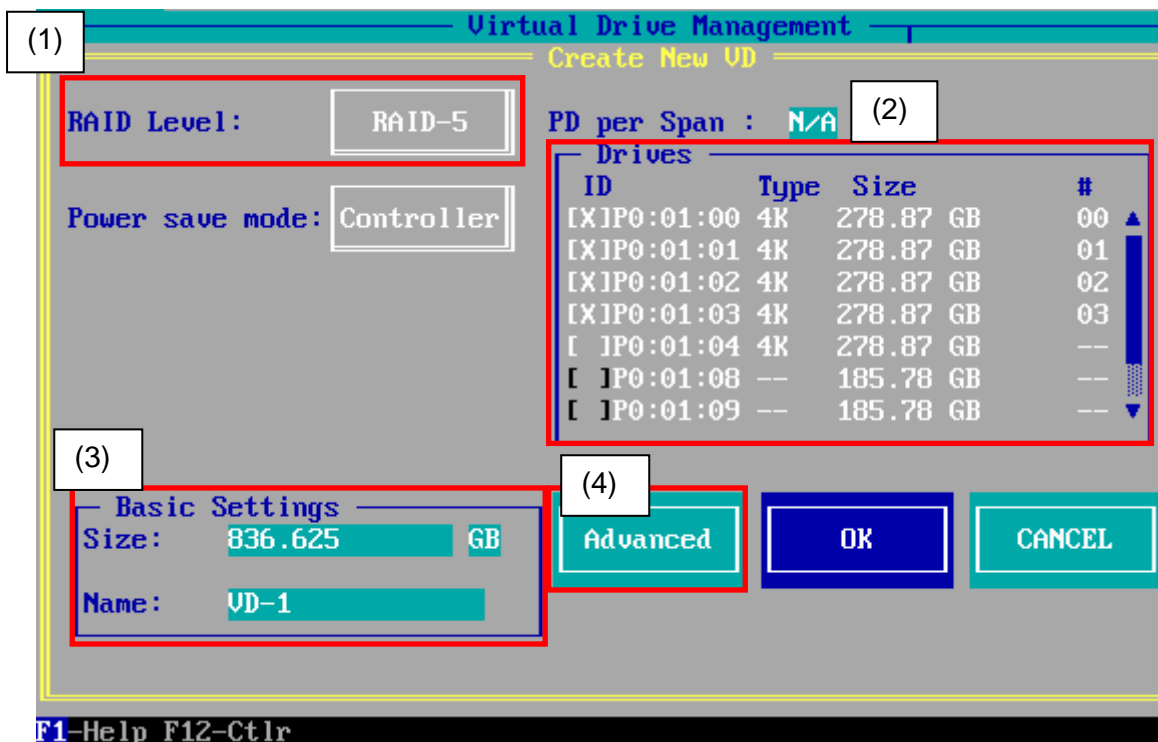 Virtual Drive Management
(1)
Create New VD
RAID Level: RAID-5
PD per Span : N/A
(2)
Drives
ID Type Size #
[X]P0:01:00 4K 278.87 GB 00
Power save mode: Controller
[X]P0:01:01 4K 278.87 GB 01
[X]P0:01:02 4K 278.87 GB 02
[X]P0:01:03 4K 278.87 GB 03
[ ]P0:01:04 4K 278.87 GB --
[ ]P0:01:08 -- 185.78 GB --
[ ]P0:01:09 -- 185.78 GB --
(3)
Basic Settings
Size: 836.625 GB
Name: VD-1
(4)
Advanced
OK
CANCEL
F1-Help F12-Ctlr